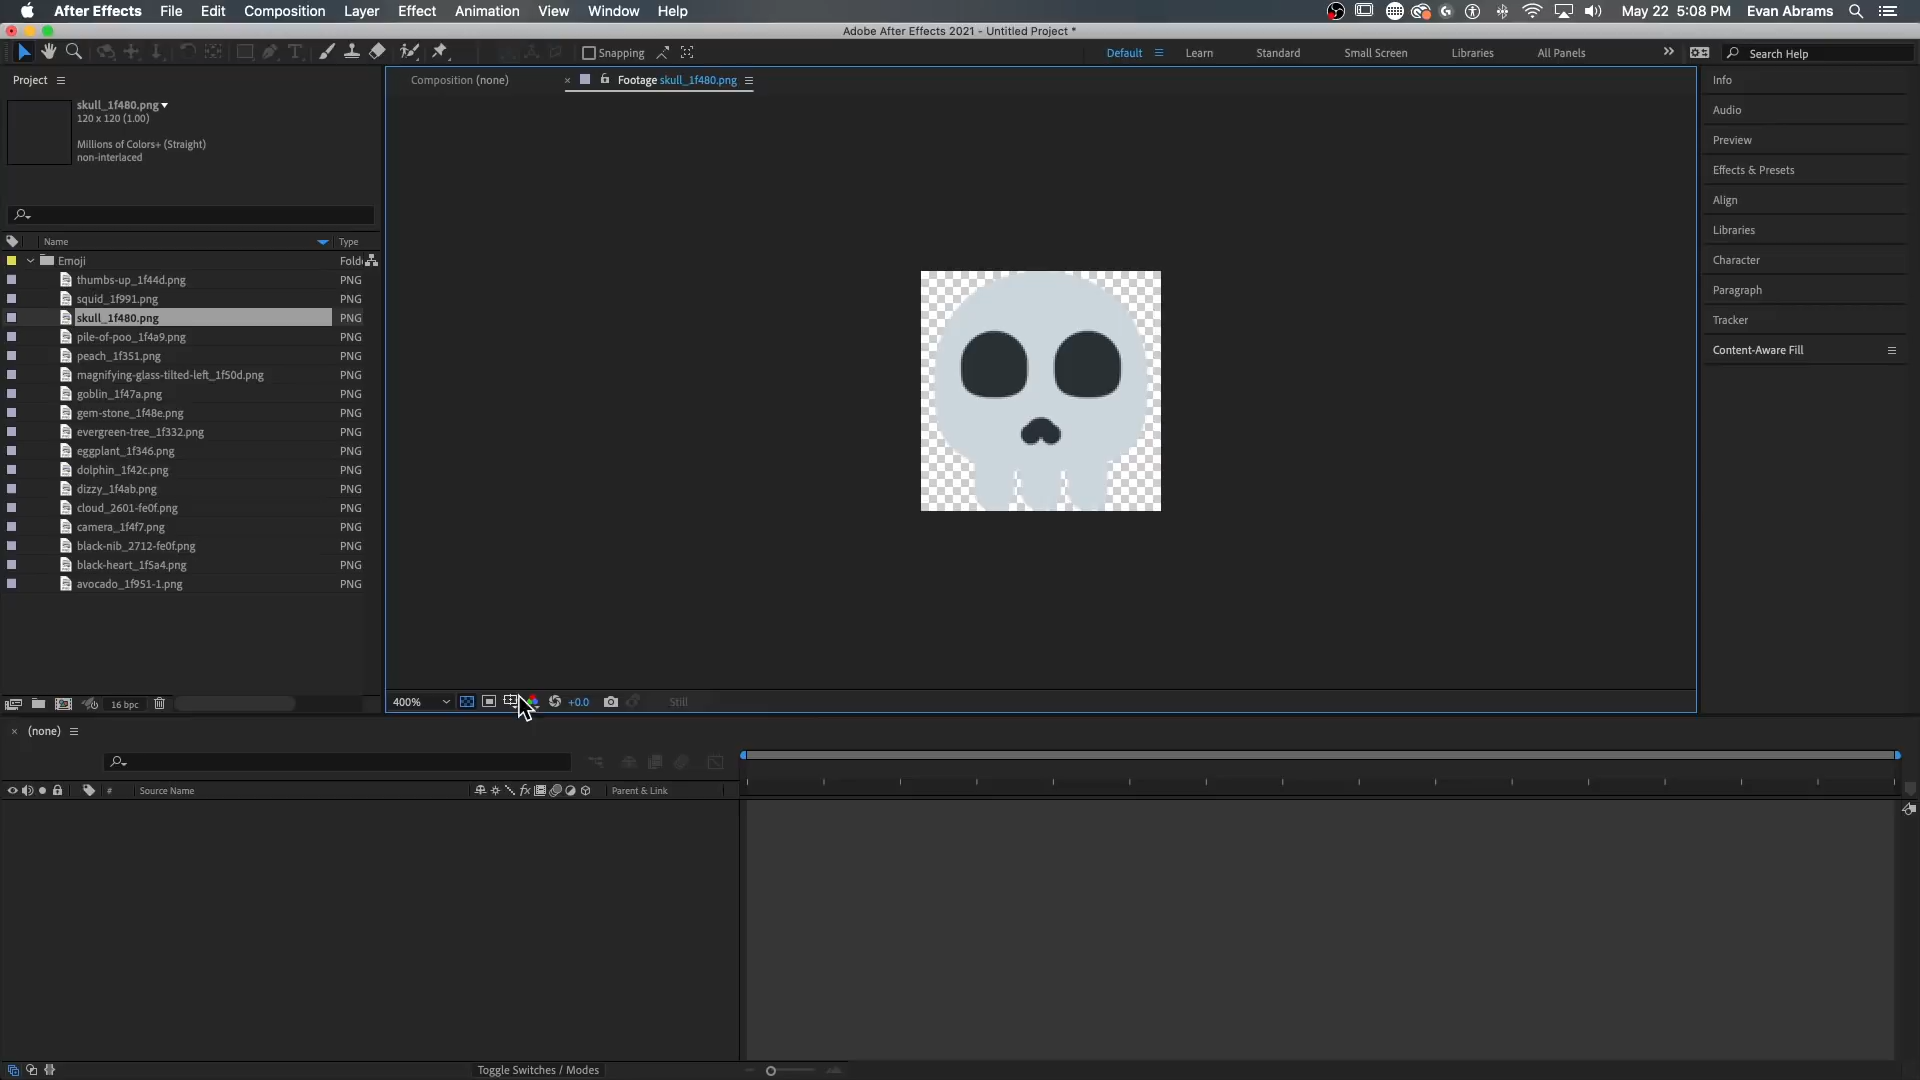 After Effects File Edit Composition Layer Effect Animation View Window Help May 22 5:08 PM Evan Abrams
Adobe After Effects 2021 - Untitled Project *
Snapping Default Learn Standard Small Screen Libraries All Panels Search Help
Project
Composition (none)
Footage skull_1f480.png
skull_1f480.png
120 x 120 (1.00)
Millions of Colors+ (Straight)
non-interlaced
Name Type
Emoji Fold
thumbs-up_1f44d.png PNG
squid_1f991.png PNG
skull_1f480.png PNG
pile-of-poo_1f4a9.png PNG
peach_1f351.png PNG
magnifying-glass-tilted-left_1f50d.png PNG
goblin_1f47a.png PNG
gem-stone_1f48e.png PNG
evergreen-tree_1f332.png PNG
eggplant_1f346.png PNG
dolphin_1f42c.png PNG
dizzy_1f4ab.png PNG
cloud_2601-fe0f.png PNG
camera_1f4f7.png PNG
black-nib_2712-fe0f.png PNG
black-heart_1f5a4.png PNG
avocado_1f951-1.png PNG
16 bpc
400% +0.0 Still
Info
Audio
Preview
Effects & Presets
Align
Libraries
Character
Paragraph
Tracker
Content-Aware Fill
(none)
# Source Name fx Parent & Link
Toggle Switches / Modes